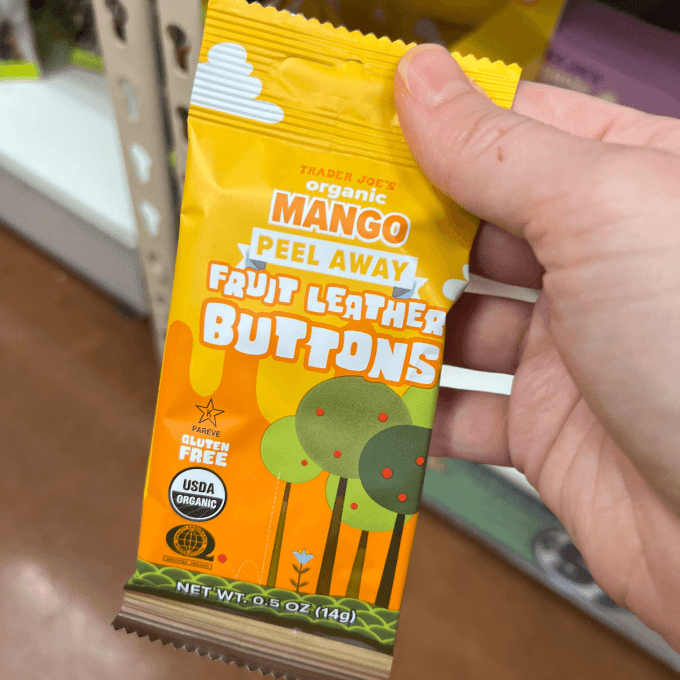 TRADER JOE'S
organic
MANGO
PEEL AWAY
FRUIT LEATHER
BUTTONS
K
PAREVE
GLUTEN
FREE
USDA
ORGANIC
NET WT. 0.5 OZ (14g)